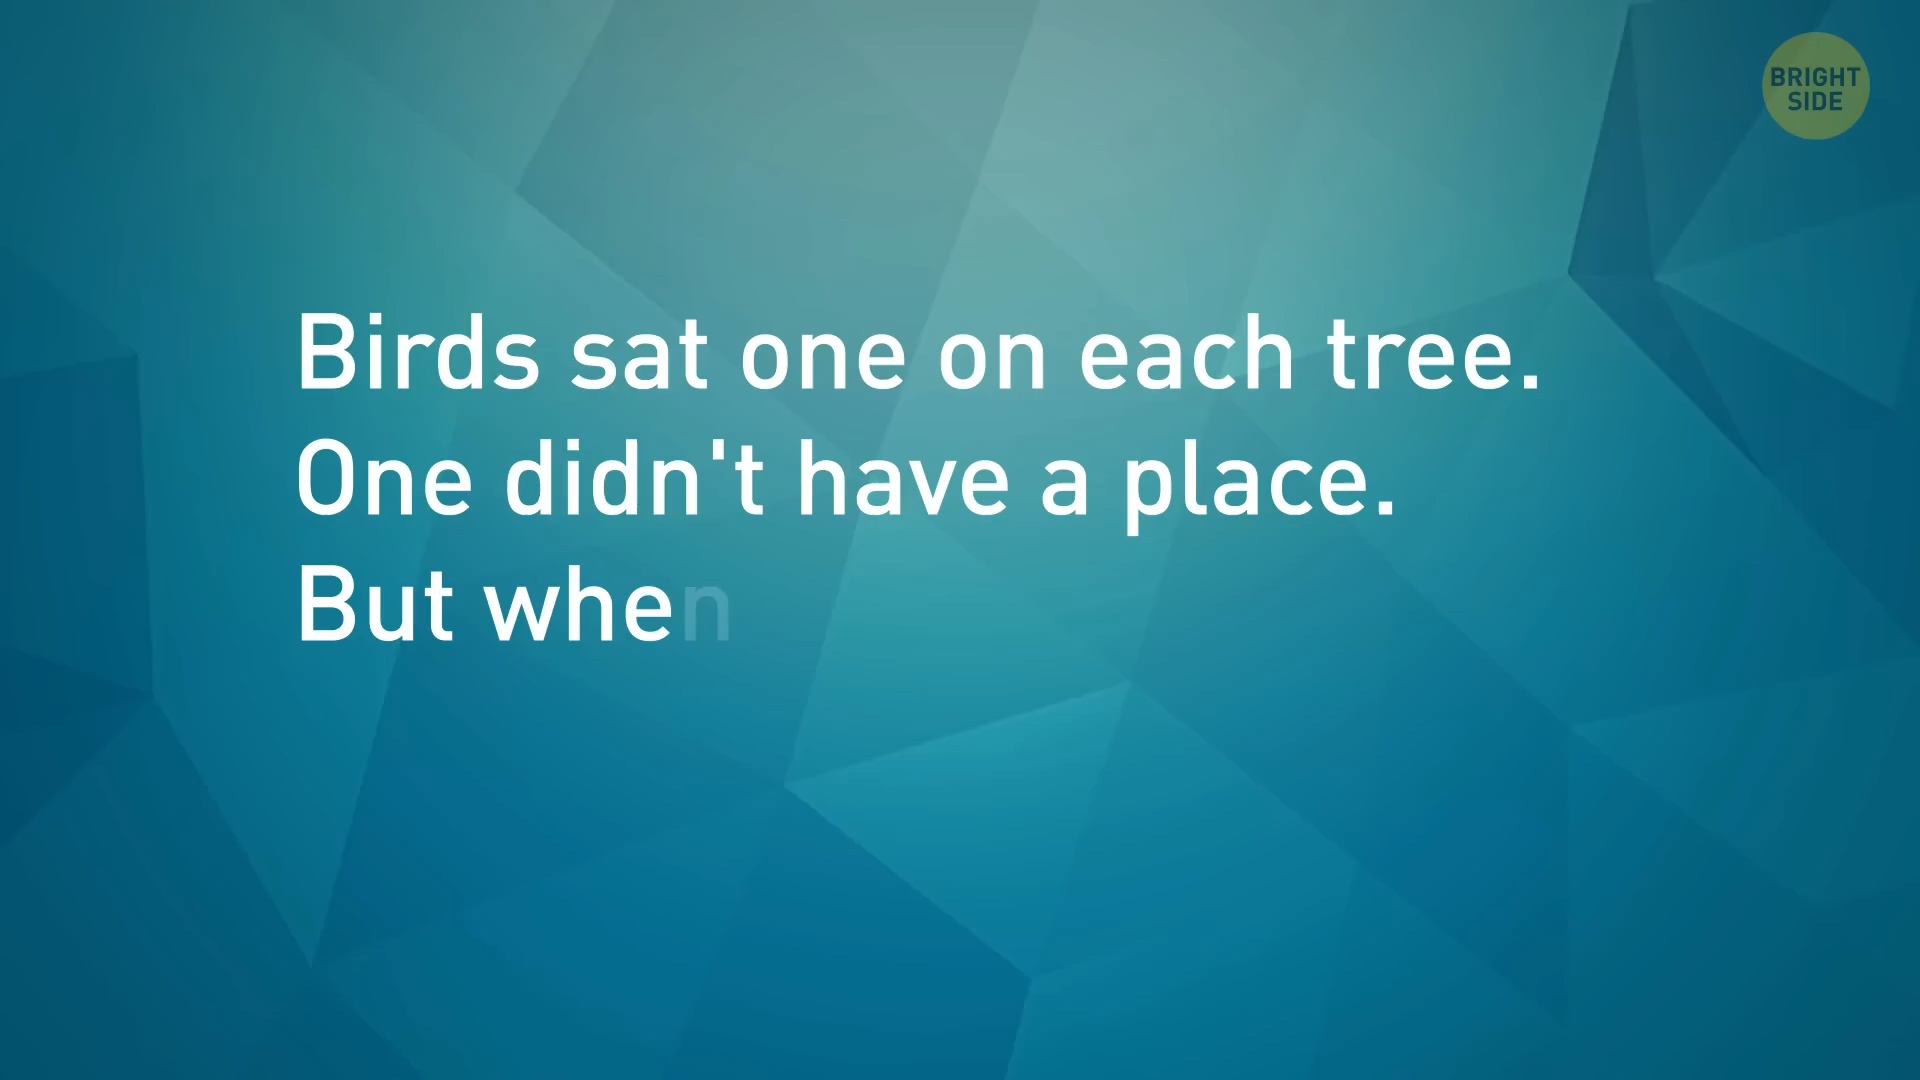 BRIGHT
SIDE
Birds sat one on each tree.
One didn't have a place.
But when